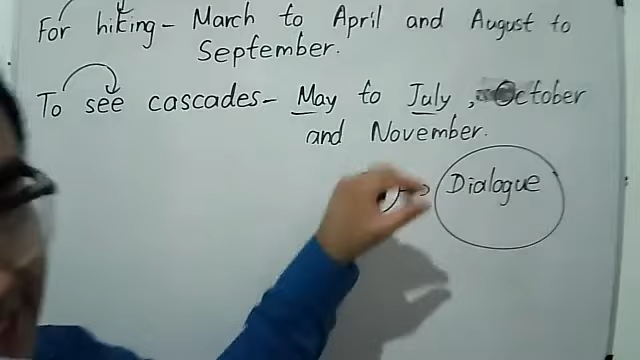 For hiking - March to April and August to
September.
To see cascades - May to July, October
and November.
Dialogue